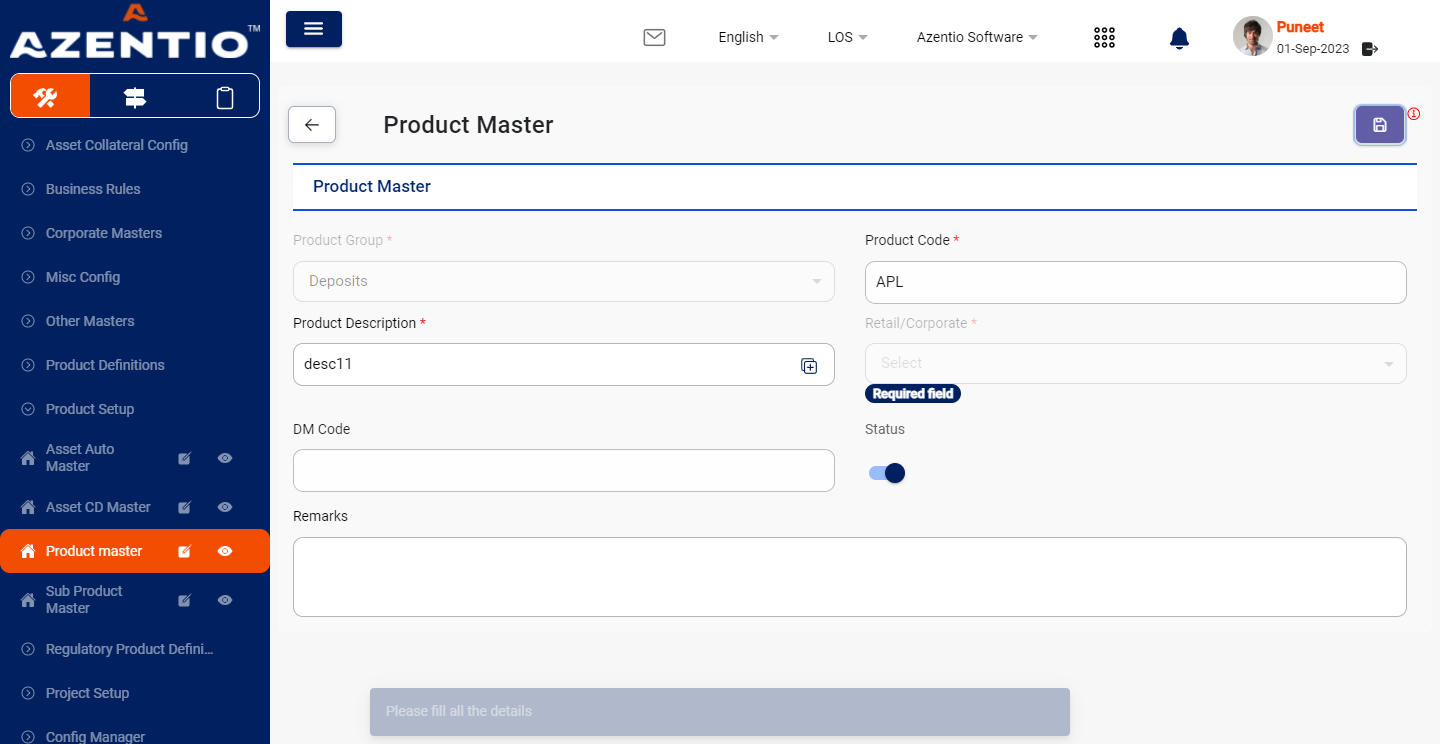 AZENTIO™
English
LOS
Azentio Software
Puneet
01-Sep-2023
Asset Collateral Config
Business Rules
Corporate Masters
Misc Config
Other Masters
Product Definitions
Product Setup
Asset Auto
Master
Asset CD Master
Product master
Sub Product
Master
Regulatory Product Defini...
Project Setup
Config Manager
Product Master
Product Master
Product Group *
Deposits
Product Code *
APL
Product Description *
desc11
Retail/Corporate *
Select
Required field
DM Code
Status
Remarks
Please fill all the details